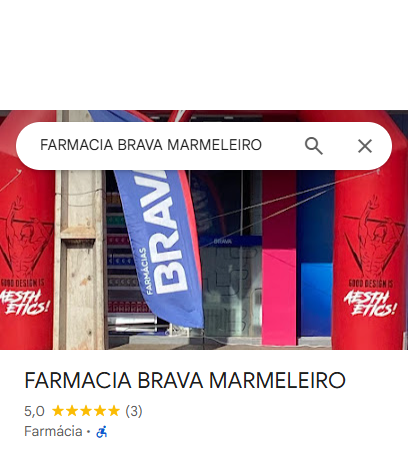 FARMACIA BRAVA MARMELEIRO
FARMÁCIAS
BRAVA
BRAVA
GOOD DESIGN IS
AESTH
ETICS!
GOOD DESIGN IS
AESTH
ETICS!
FARMACIA BRAVA MARMELEIRO
5,0 (3)
Farmácia ·